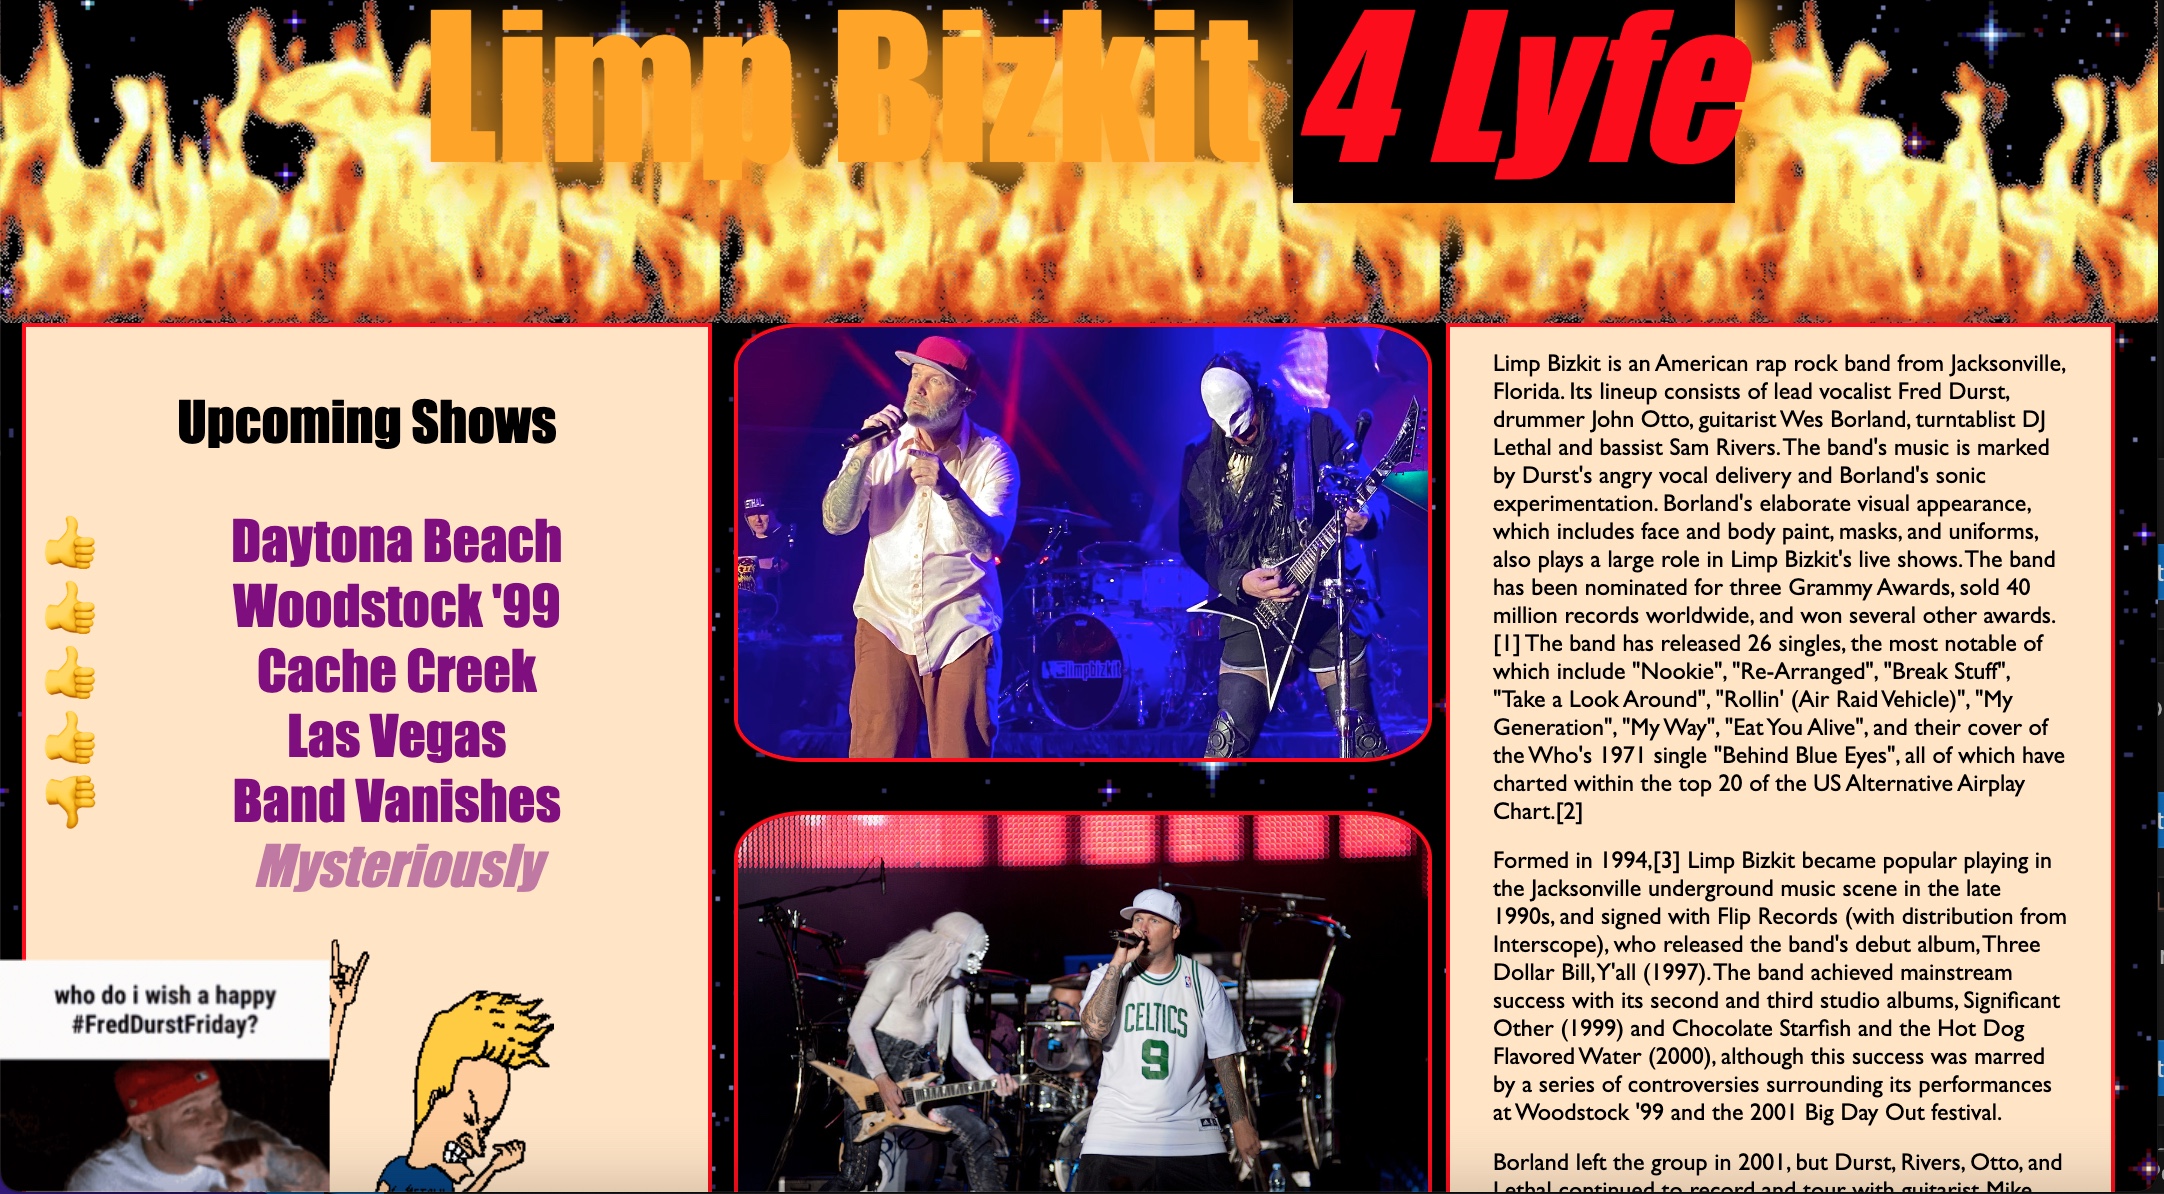 Limp Bizkit 4 Lyfe
Upcoming Shows
Daytona Beach
Woodstock '99
Cache Creek
Las Vegas
Band Vanishes
Mysteriously
who do i wish a happy
#FredDurstFriday?
limpbizkit
CELTICS
9
Limp Bizkit is an American rap rock band from Jacksonville,
Florida. Its lineup consists of lead vocalist Fred Durst,
drummer John Otto, guitarist Wes Borland, turntablist DJ
Lethal and bassist Sam Rivers. The band's music is marked
by Durst's angry vocal delivery and Borland's sonic
experimentation. Borland's elaborate visual appearance,
which includes face and body paint, masks, and uniforms,
also plays a large role in Limp Bizkit's live shows. The band
has been nominated for three Grammy Awards, sold 40
million records worldwide, and won several other awards.
[1] The band has released 26 singles, the most notable of
which include "Nookie", "Re-Arranged", "Break Stuff",
"Take a Look Around", "Rollin' (Air Raid Vehicle)", "My
Generation", "My Way", "Eat You Alive", and their cover of
the Who's 1971 single "Behind Blue Eyes", all of which have
charted within the top 20 of the US Alternative Airplay
Chart.[2]
Formed in 1994,[3] Limp Bizkit became popular playing in
the Jacksonville underground music scene in the late
1990s, and signed with Flip Records (with distribution from
Interscope), who released the band's debut album, Three
Dollar Bill, Y'all (1997). The band achieved mainstream
success with its second and third studio albums, Significant
Other (1999) and Chocolate Starfish and the Hot Dog
Flavored Water (2000), although this success was marred
by a series of controversies surrounding its performances
at Woodstock '99 and the 2001 Big Day Out festival.
Borland left the group in 2001, but Durst, Rivers, Otto, and
Lethal continued to record and tour with guitarist Mike